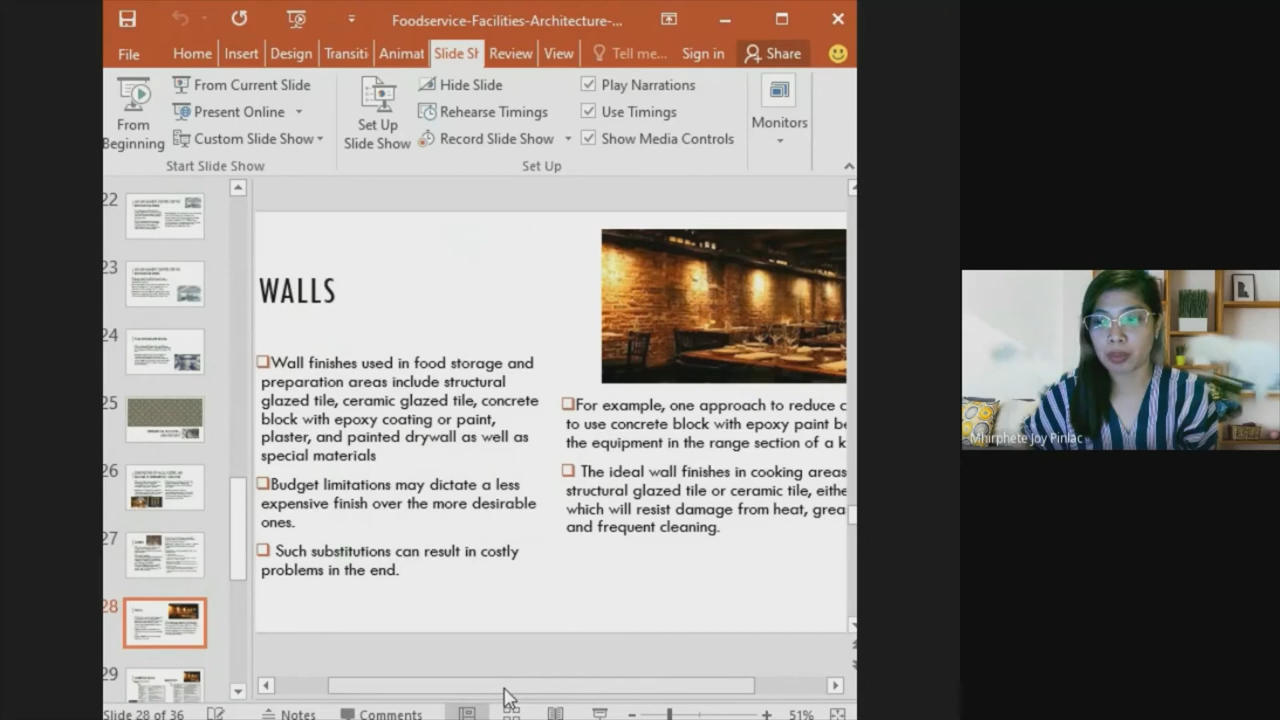 Foodservice-Facilities-Architecture-...
File Home Insert Design Transiti Animat Slide Sh Review View Tell me... Sign in Share
From Beginning
From Current Slide
Present Online
Custom Slide Show
Start Slide Show
Set Up Slide Show
Hide Slide
Rehearse Timings
Record Slide Show
Play Narrations
Use Timings
Show Media Controls
Set Up
Monitors
22
23
24
25
26
27
28
29
WALLS
Wall finishes used in food storage and
preparation areas include structural
glazed tile, ceramic glazed tile, concrete
block with epoxy coating or paint,
plaster, and painted drywall as well as
special materials
Budget limitations may dictate a less
expensive finish over the more desirable
ones.
Such substitutions can result in costly
problems in the end.
For example, one approach to reduce c
to use concrete block with epoxy paint be
the equipment in the range section of a k
The ideal wall finishes in cooking areas
structural glazed tile or ceramic tile, eithe
which will resist damage from heat, grea
and frequent cleaning.
Mhirphete Joy Pinlac
Slide 28 of 36 Notes Comments 51%